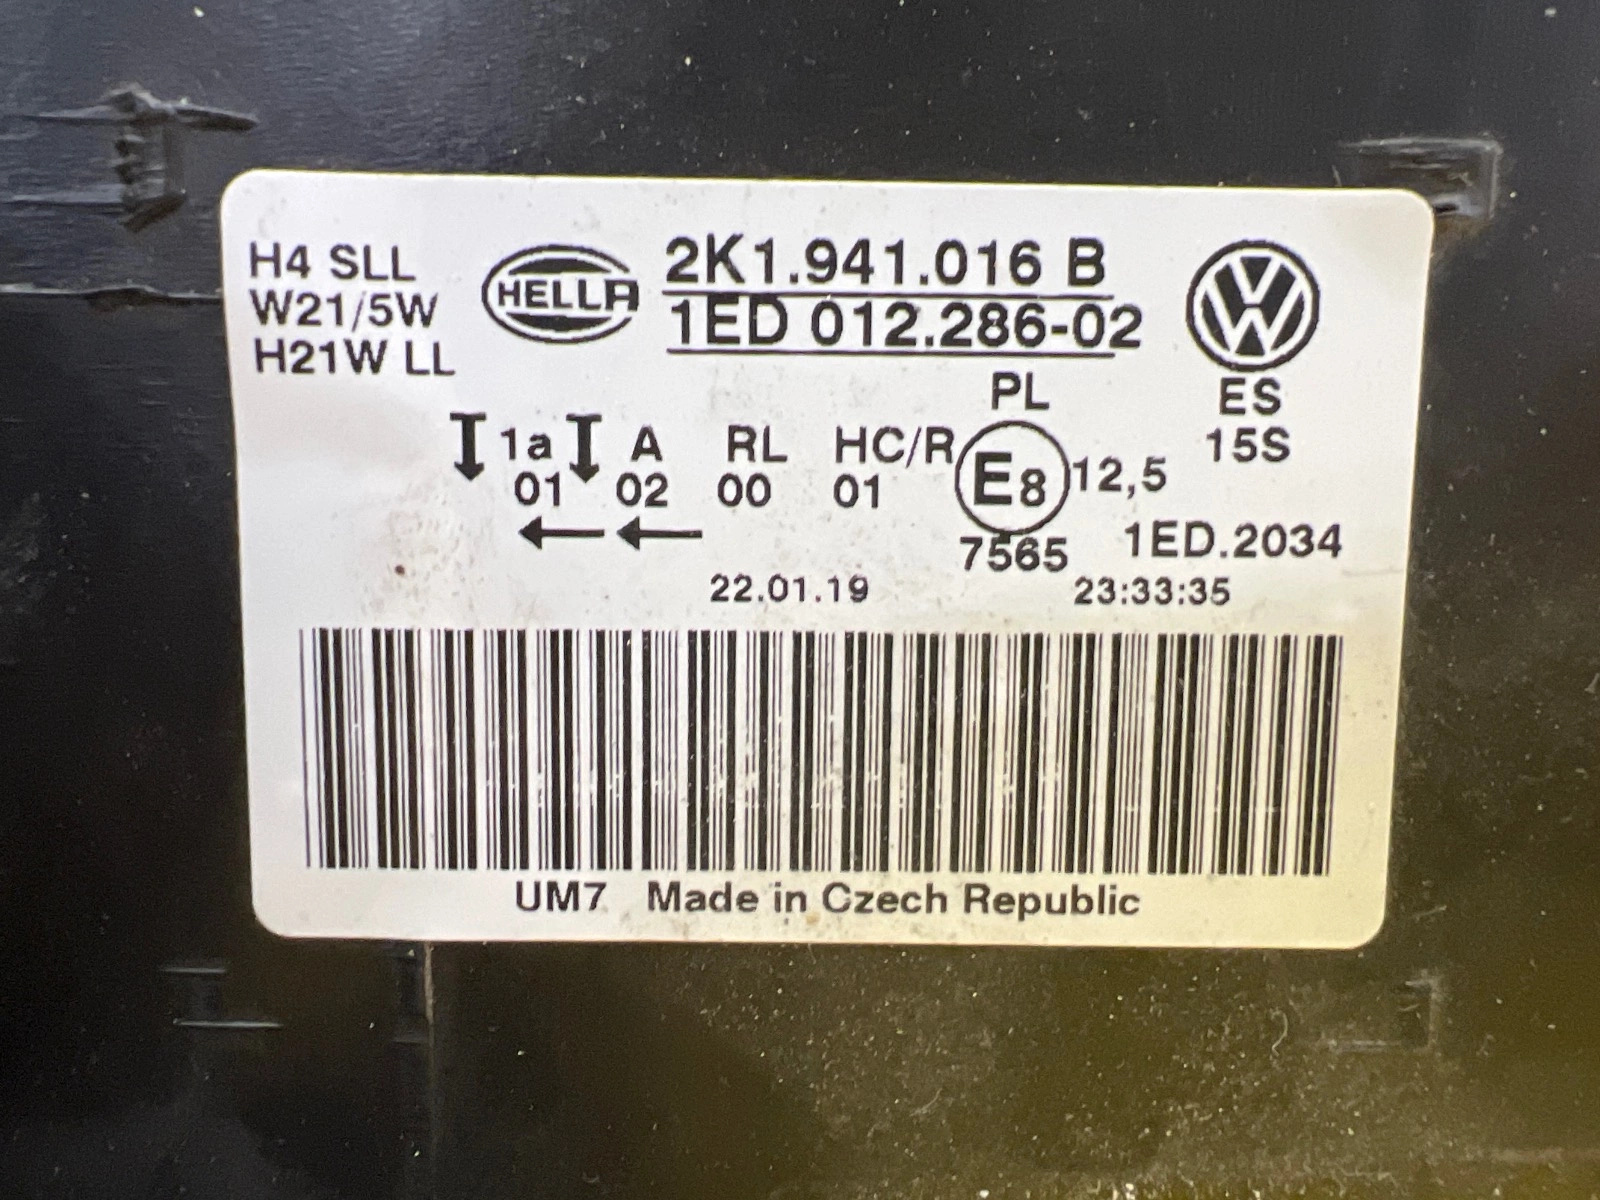 H4 SLL
W21/5W
H21W LL
HELLA
2K1.941.016 B
1ED 012.286-02
PL
ES
15S
1a A RL HC/R
01 02 00 01
E8
12,5
7565
1ED.2034
22.01.19 23:33:35
UM7 Made in Czech Republic